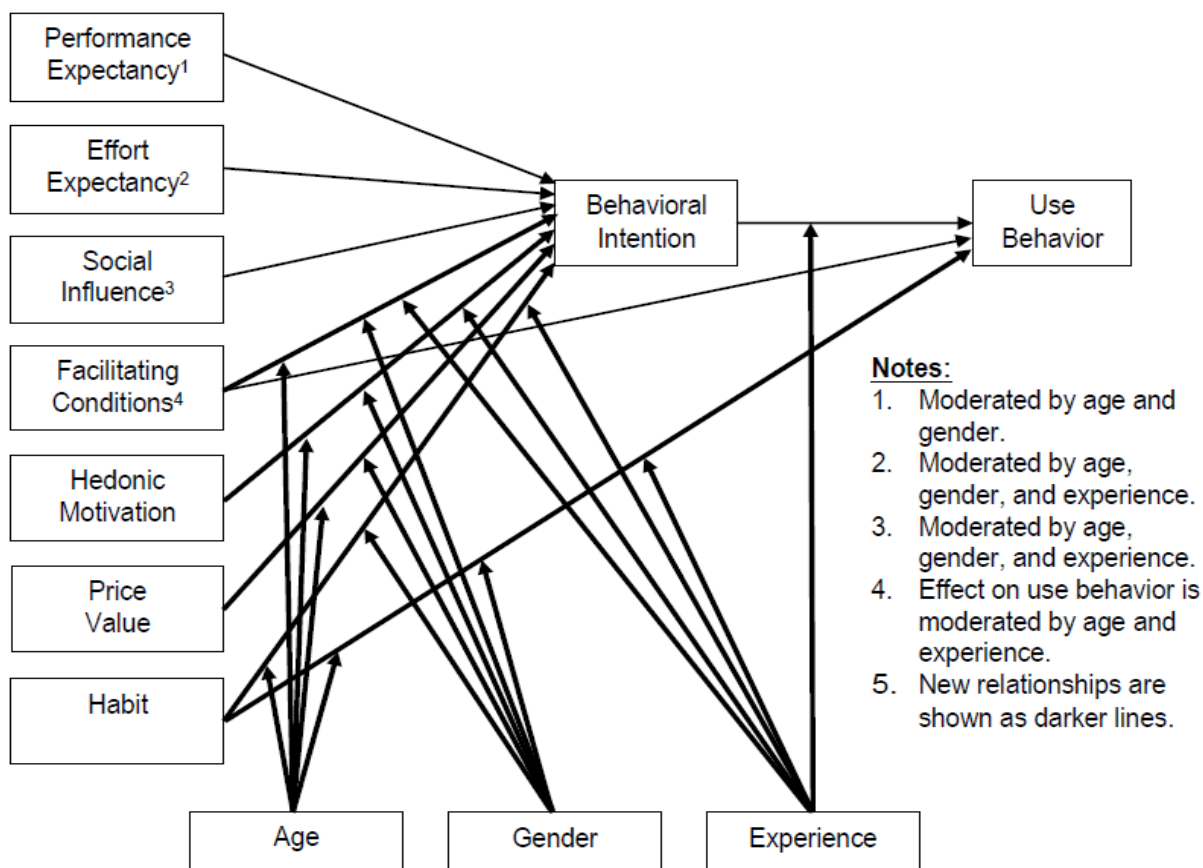 Performance
Expectancy¹
Effort
Expectancy²
Behavioral
Intention
Use
Behavior
Social
Influence³
Facilitating
Conditions⁴
Hedonic
Motivation
Price
Value
Habit
Notes:
1. Moderated by age and
gender.
2. Moderated by age,
gender, and experience.
3. Moderated by age,
gender, and experience.
4. Effect on use behavior is
moderated by age and
experience.
5. New relationships are
shown as darker lines.
Age
Gender
Experience